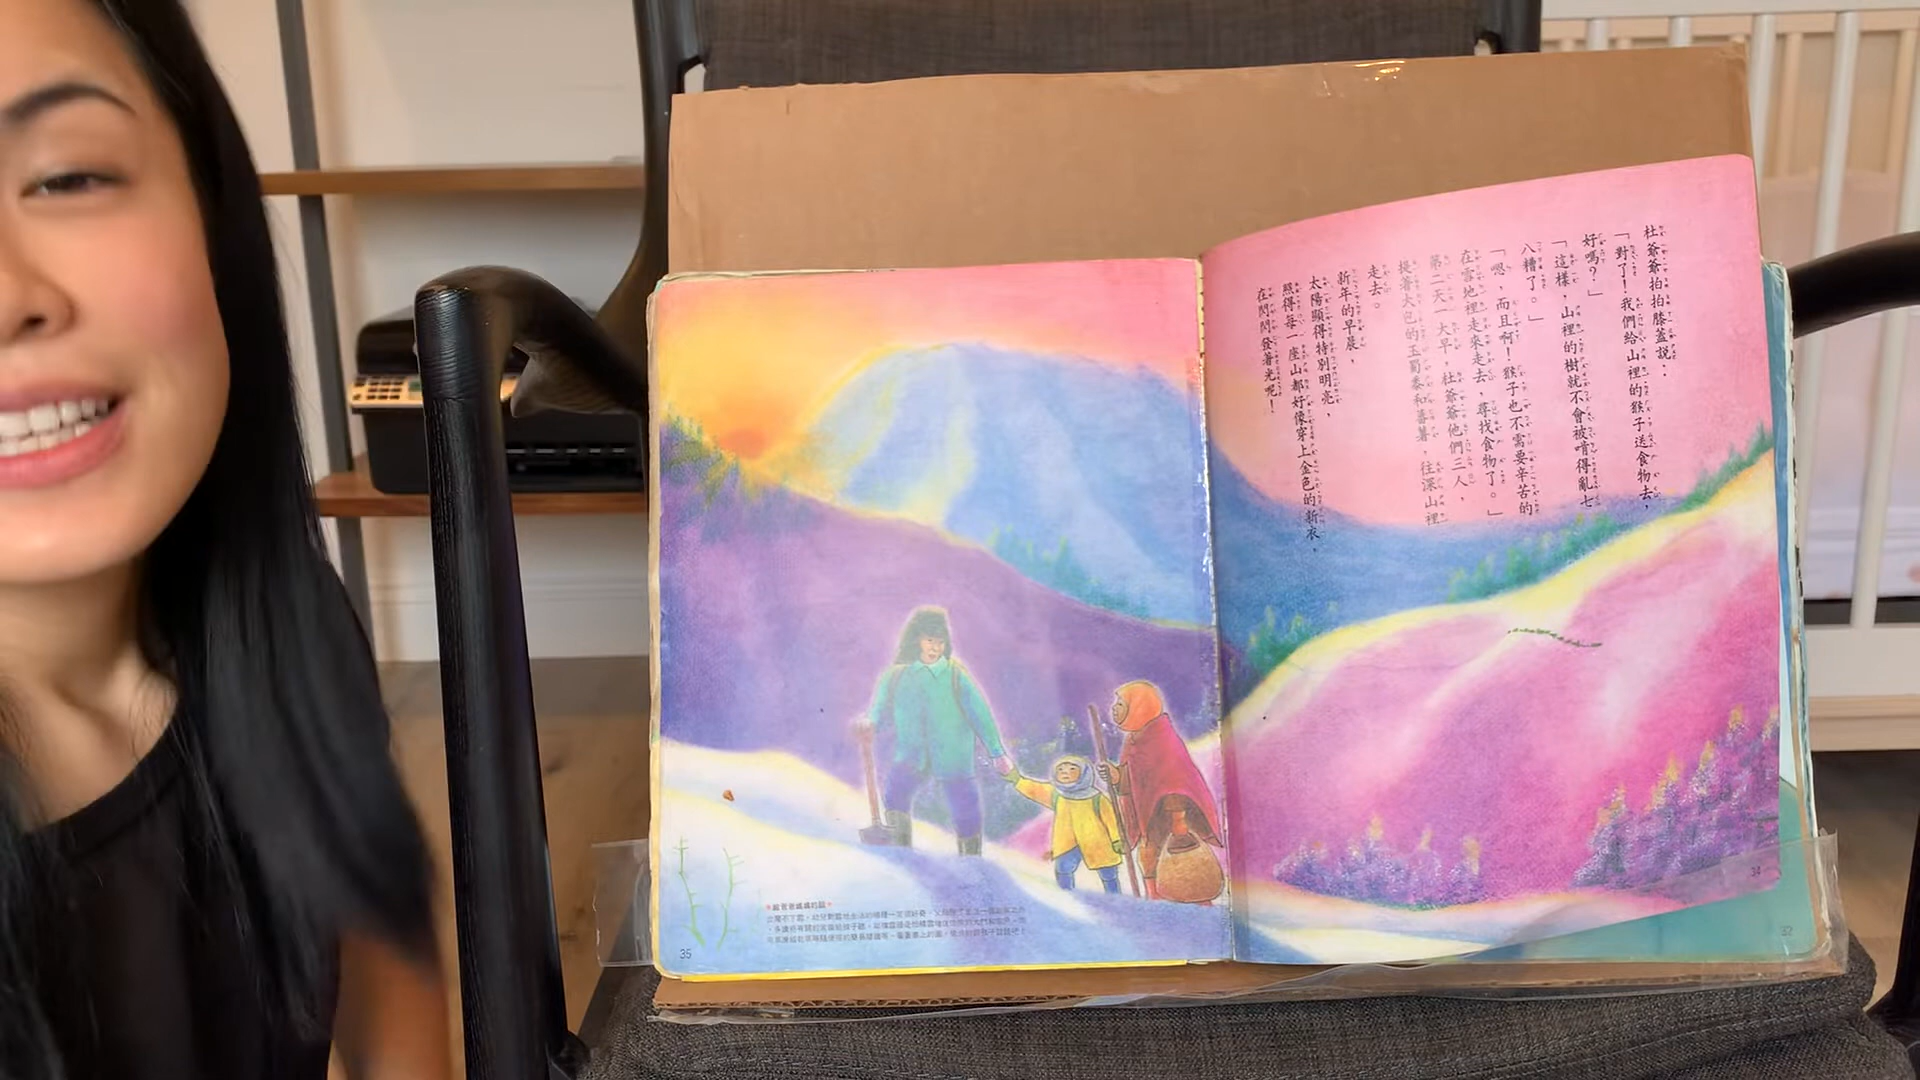 杜爺爺拍拍膝蓋說：
「對了！我們給山裡的猴子送食物去，
好嗎？」
「這樣，山裡的樹就不會被啃得亂七
八糟了。」
「嗯，而且啊！猴子也不需要辛苦的
在雪地裡走來走去，尋找食物了。」
第二天一大早，杜爺爺他們三人，
提著大包的玉蜀黍和蕃薯，往深山裡
走去。
新年的早晨，
太陽顯得特別明亮，
照得每一座山都好像穿上金色的新衣，
在閃閃發著光呢！
34
32
＊給爸爸媽媽的話＊
35